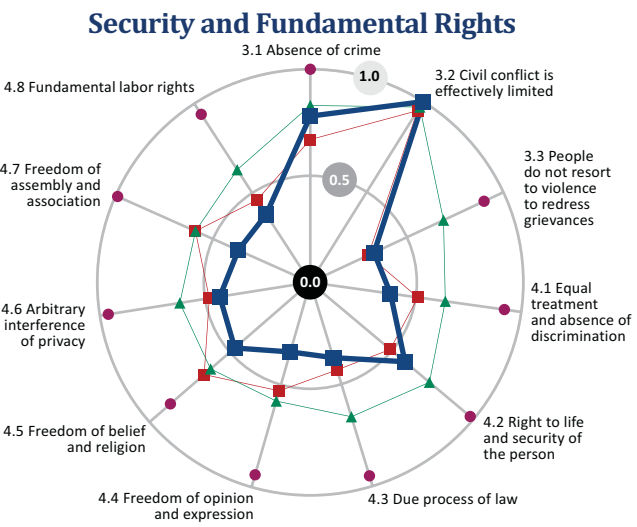 Security and Fundamental Rights
3.1 Absence of crime
1.0
3.2 Civil conflict is
effectively limited
4.8 Fundamental labor rights
3.3 People
do not resort
to violence
to redress
grievances
0.5
4.7 Freedom of
assembly and
association
0.0
4.1 Equal
treatment
and absence of
discrimination
4.6 Arbitrary
interference
of privacy
4.2 Right to life
and security of
the person
4.5 Freedom of belief
and religion
4.4 Freedom of opinion
and expression
4.3 Due process of law